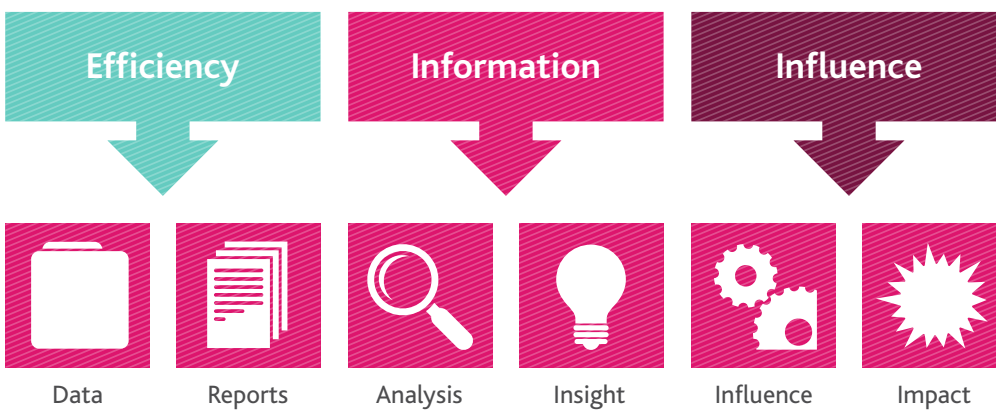 Efficiency
Information
Influence
Data
Reports
Analysis
Insight
Influence
Impact